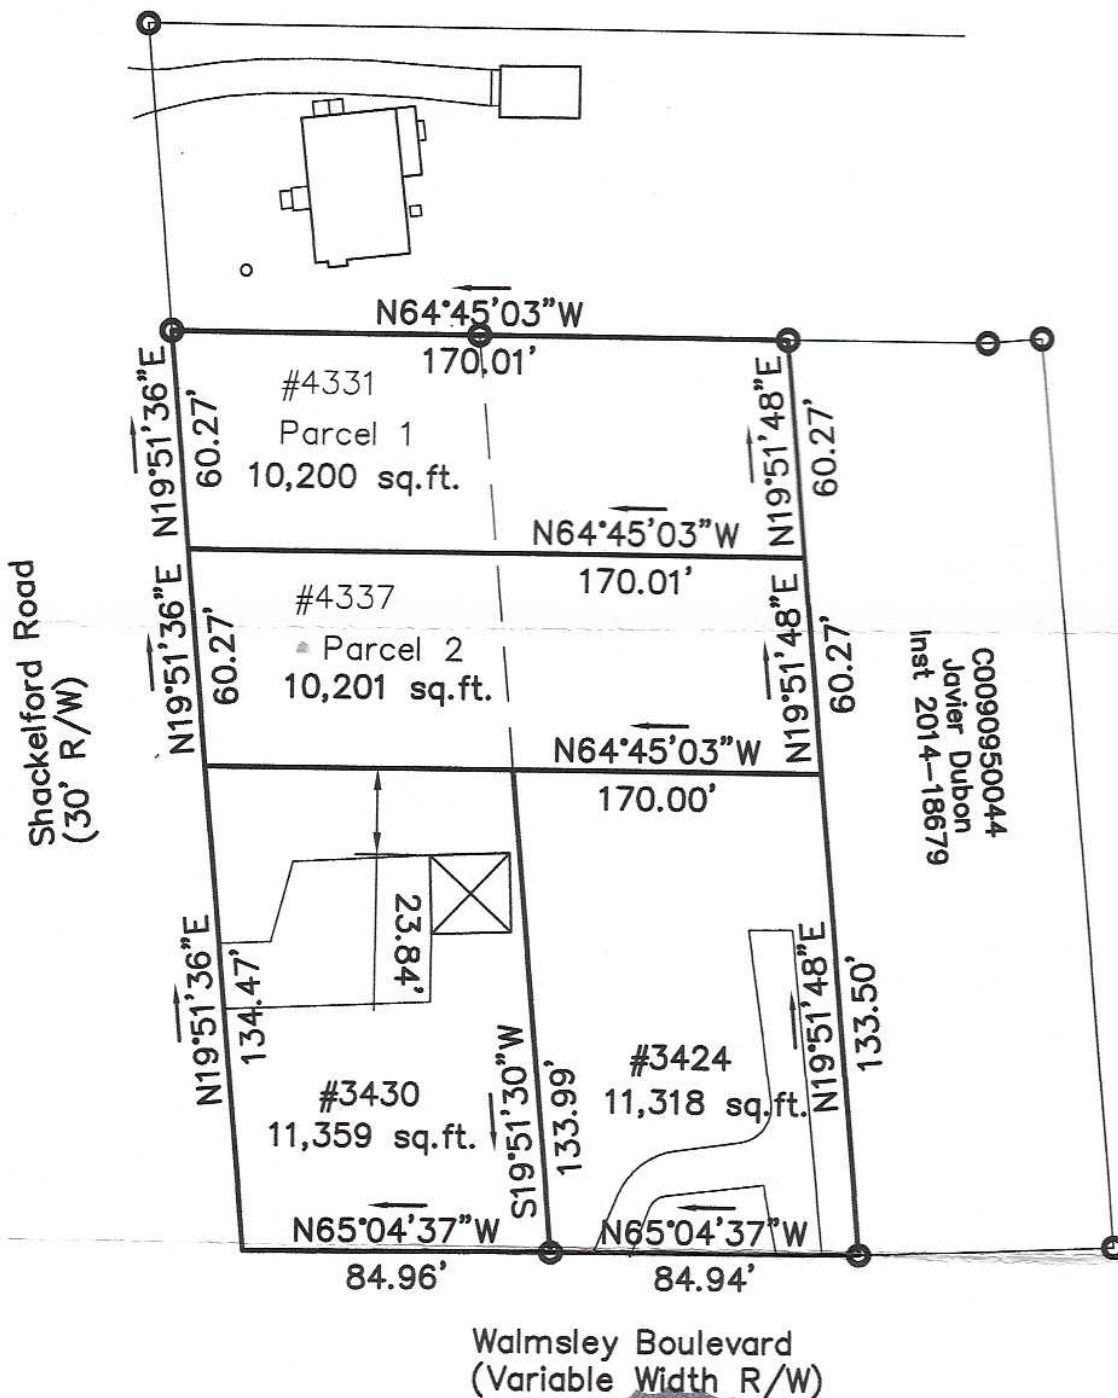 N64°45'03"W
170.01'
N19°51'36"E
60.27'
#4331
Parcel 1
10,200 sq.ft.
N19°51'48"E
60.27'
N64°45'03"W
170.01'
Shackelford Road
(30' R/W)
N19°51'36"E
60.27'
#4337
Parcel 2
10,201 sq.ft.
N19°51'48"E
60.27'
C0090950044
Javier Dubon
Inst 2014-18679
N64°45'03"W
170.00'
N19°51'36"E
134.47'
23.84'
#3430
11,359 sq.ft.
S19°51'30"W
133.99'
#3424
11,318 sq.ft.
N19°51'48"E
133.50'
N65°04'37"W
84.96'
N65°04'37"W
84.94'
Walmsley Boulevard
(Variable Width R/W)